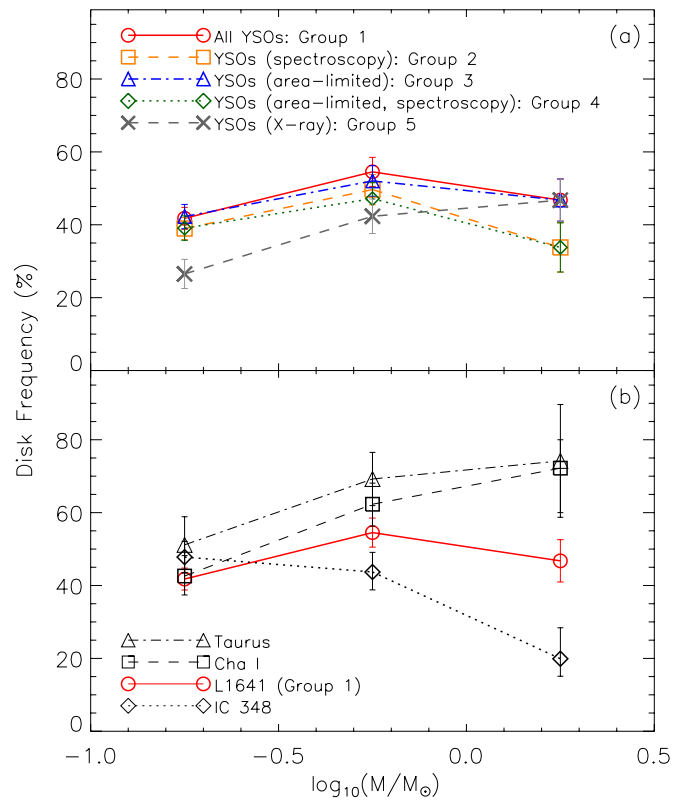 (a)
All YSOs: Group 1
YSOs (spectroscopy): Group 2
YSOs (area-limited): Group 3
YSOs (area-limited, spectroscopy): Group 4
YSOs (X-ray): Group 5
80
60
40
20
0
Disk Frequency (%)
(b)
80
60
40
20
0
Taurus
Cha I
L1641 (Group 1)
IC 348
-1.0 -0.5 0.0 0.5
log₁₀(M/M☉)